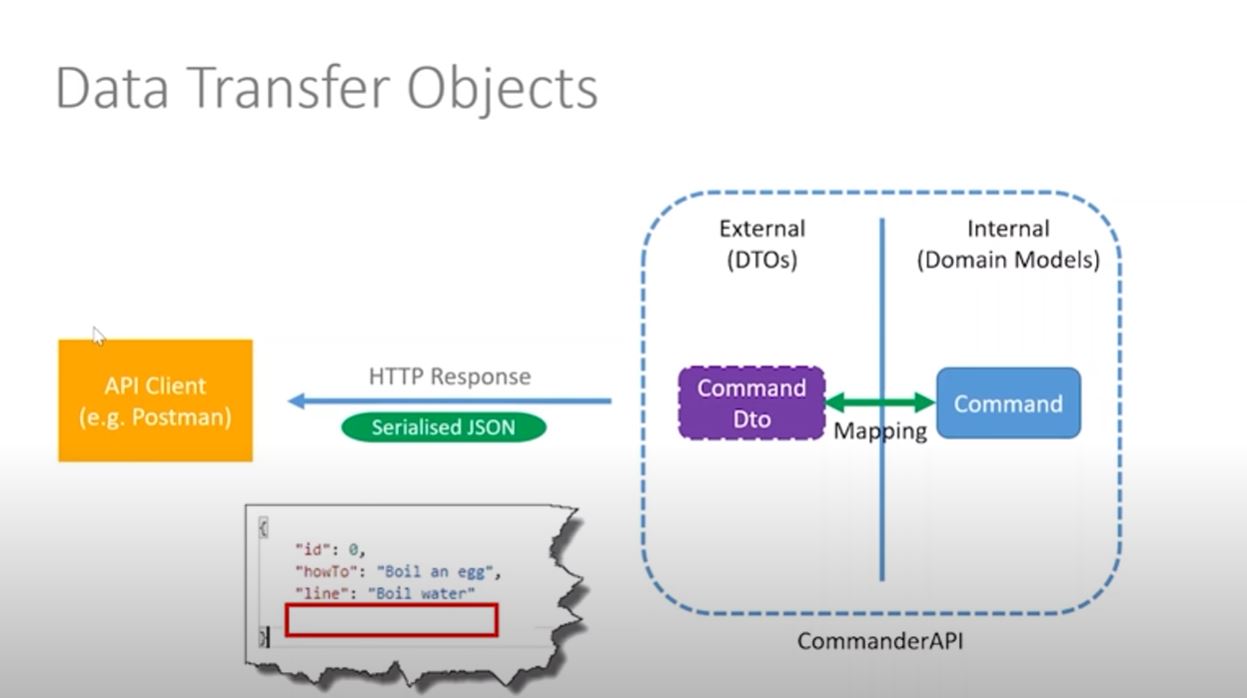 Data Transfer Objects
External
(DTOs)
Internal
(Domain Models)
API Client
(e.g. Postman)
HTTP Response
Serialised JSON
Command
Dto
Mapping
Command
{
"id": 0,
"howTo": "Boil an egg",
"line": "Boil water"
}
CommanderAPI